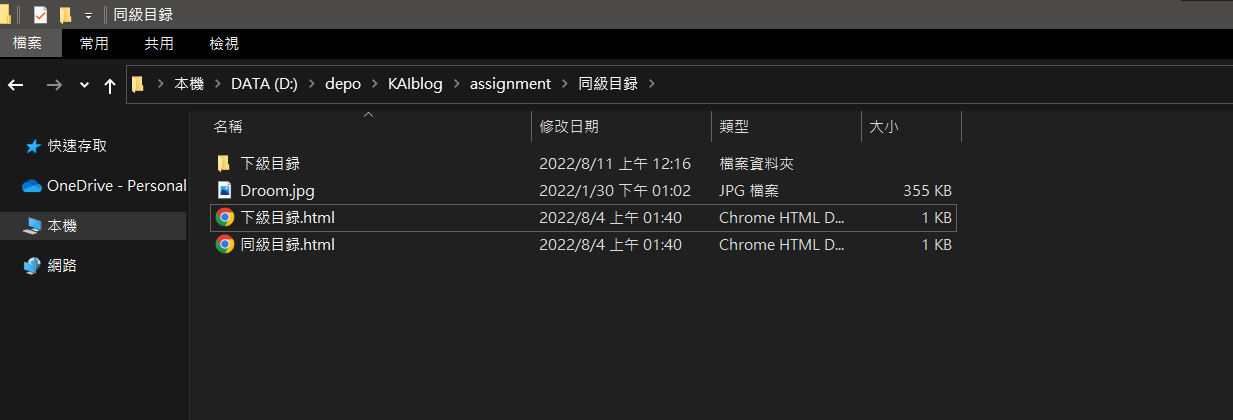 同級目録
檔案 常用 共用 檢視
本機 DATA (D:) depo KAIblog assignment 同級目録
名稱 修改日期 類型 大小
快速存取
OneDrive - Personal
本機
網路
下級目録 2022/8/11 上午 12:16 檔案資料夾
Droom.jpg 2022/1/30 下午 01:02 JPG 檔案 355 KB
下級目録.html 2022/8/4 上午 01:40 Chrome HTML D... 1 KB
同級目録.html 2022/8/4 上午 01:40 Chrome HTML D... 1 KB